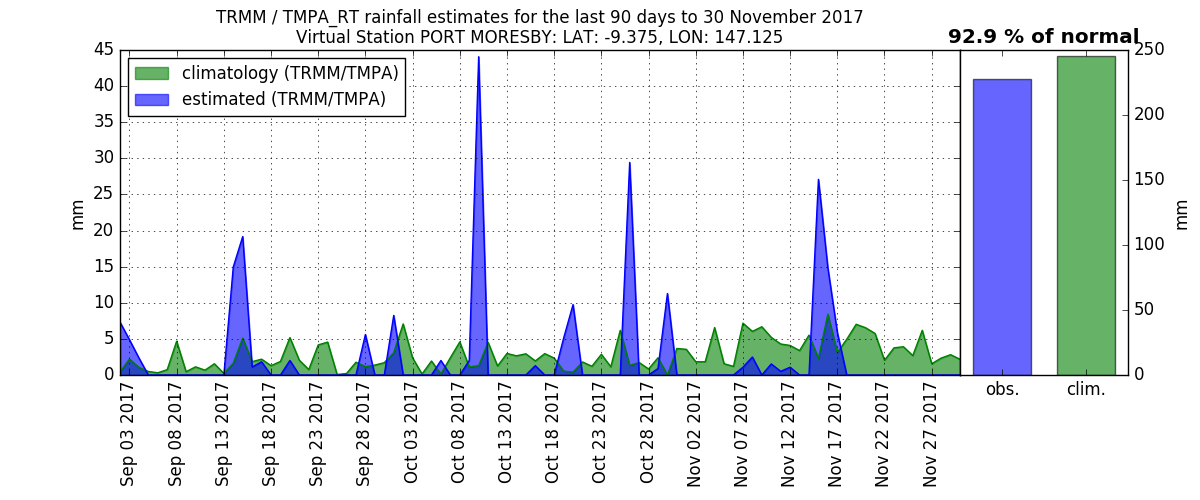 TRMM / TMPA_RT rainfall estimates for the last 90 days to 30 November 2017
Virtual Station PORT MORESBY: LAT: -9.375, LON: 147.125
92.9 % of normal
climatology (TRMM/TMPA)
estimated (TRMM/TMPA)
mm
45
40
35
30
25
20
15
10
5
0
Sep 03 2017
Sep 08 2017
Sep 13 2017
Sep 18 2017
Sep 23 2017
Sep 28 2017
Oct 03 2017
Oct 08 2017
Oct 13 2017
Oct 18 2017
Oct 23 2017
Oct 28 2017
Nov 02 2017
Nov 07 2017
Nov 12 2017
Nov 17 2017
Nov 22 2017
Nov 27 2017
obs.
clim.
250
200
150
100
50
0
mm